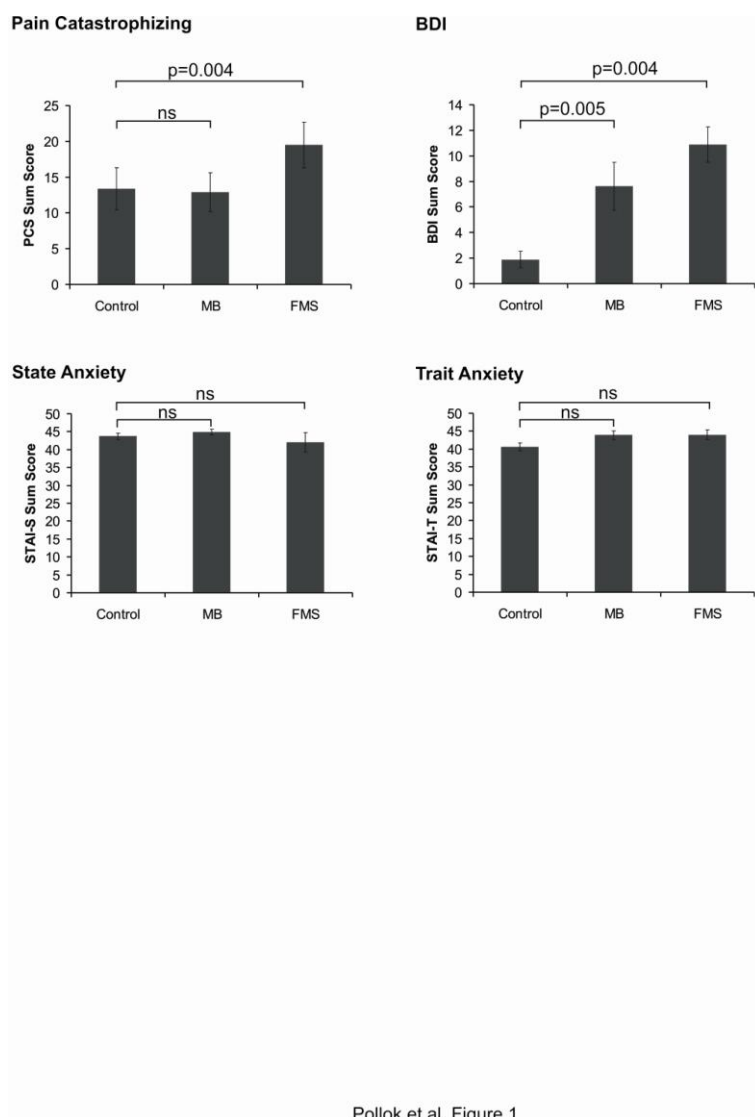 Pain Catastrophizing
p=0.004
ns
25
20
15
10
5
0
PCS Sum Score
Control MB FMS
BDI
p=0.004
p=0.005
14
12
10
8
6
4
2
0
BDI Sum Score
Control MB FMS
State Anxiety
ns
ns
50
45
40
35
30
25
20
15
10
5
0
STAI-S Sum Score
Control MB FMS
Trait Anxiety
ns
ns
50
45
40
35
30
25
20
15
10
5
0
STAI-T Sum Score
Control MB FMS
Pollok et al. Figure 1